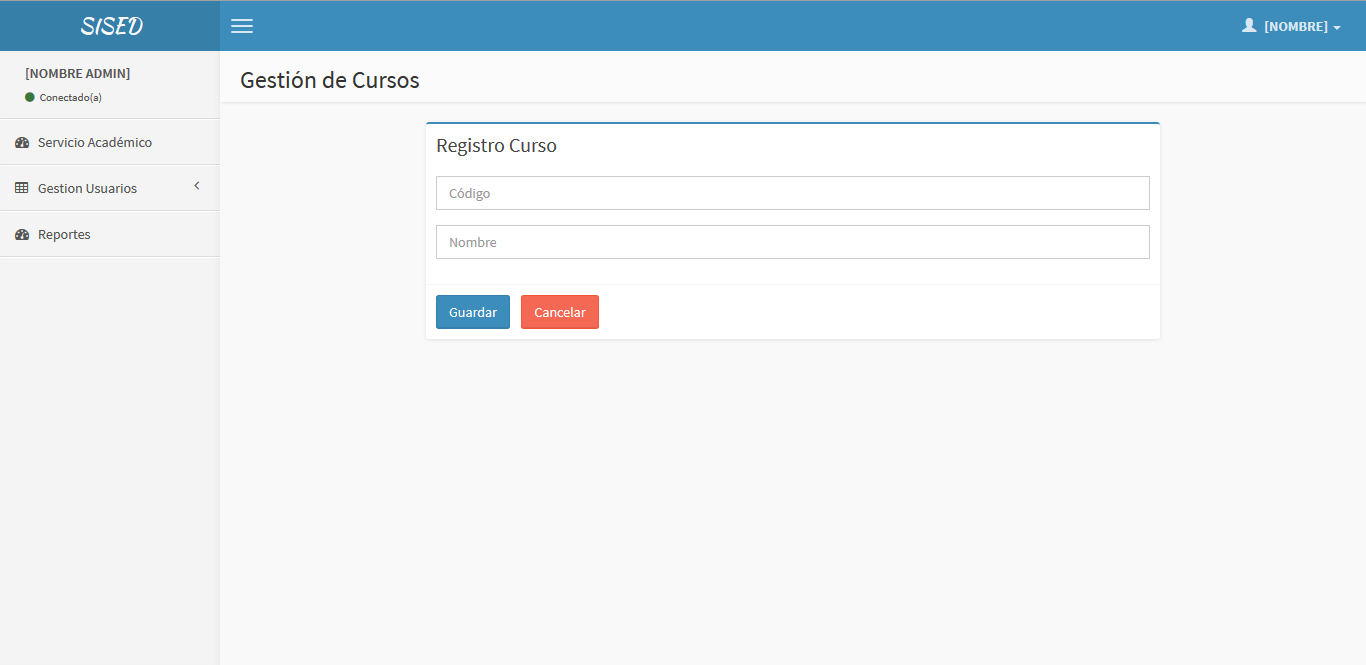 SISED
[NOMBRE]
[NOMBRE ADMIN]
Conectado(a)
Servicio Académico
Gestion Usuarios
Reportes
Gestión de Cursos
Registro Curso
Código
Nombre
Guardar
Cancelar